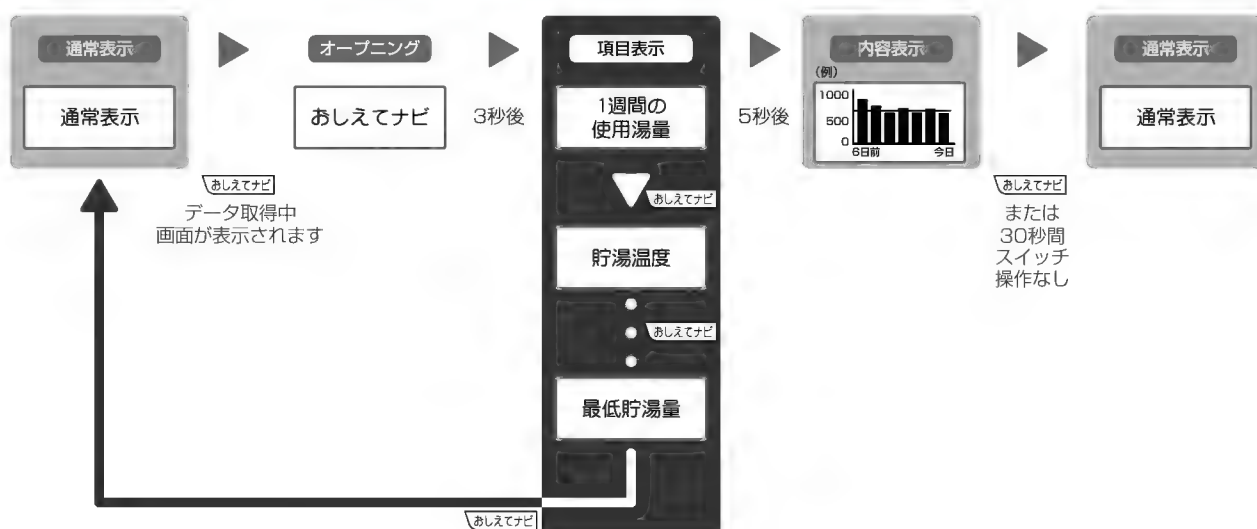 通常表示
通常表示
おしえてナビ
データ取得中
画面が表示されます
オープニング
おしえてナビ
3秒後
項目表示
1週間の
使用湯量
おしえてナビ
貯湯温度
おしえてナビ
最低貯湯量
おしえてナビ
5秒後
内容表示
(例)
1000
500
0
6日前 今日
おしえてナビ
または
30秒間
スイッチ
操作なし
通常表示
通常表示